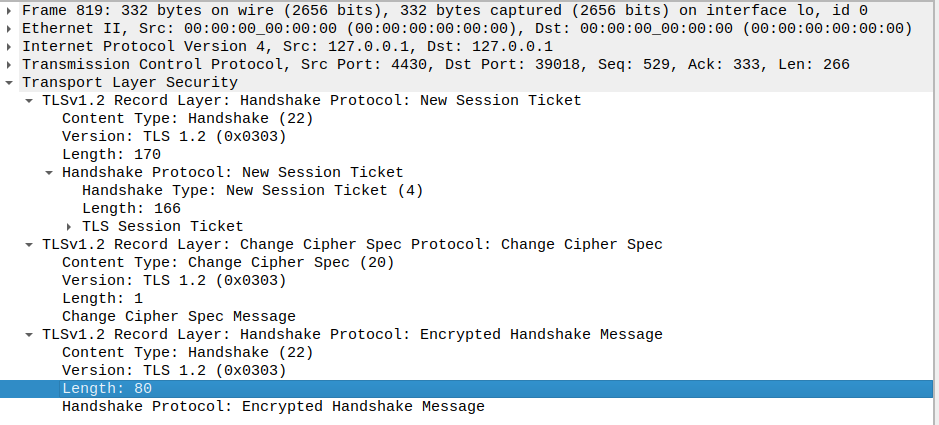 Frame 819: 332 bytes on wire (2656 bits), 332 bytes captured (2656 bits) on interface lo, id 0
Ethernet II, Src: 00:00:00_00:00:00 (00:00:00:00:00:00), Dst: 00:00:00_00:00:00 (00:00:00:00:00:00)
Internet Protocol Version 4, Src: 127.0.0.1, Dst: 127.0.0.1
Transmission Control Protocol, Src Port: 4430, Dst Port: 39018, Seq: 529, Ack: 333, Len: 266
Transport Layer Security
TLSv1.2 Record Layer: Handshake Protocol: New Session Ticket
Content Type: Handshake (22)
Version: TLS 1.2 (0x0303)
Length: 170
Handshake Protocol: New Session Ticket
Handshake Type: New Session Ticket (4)
Length: 166
TLS Session Ticket
TLSv1.2 Record Layer: Change Cipher Spec Protocol: Change Cipher Spec
Content Type: Change Cipher Spec (20)
Version: TLS 1.2 (0x0303)
Length: 1
Change Cipher Spec Message
TLSv1.2 Record Layer: Handshake Protocol: Encrypted Handshake Message
Content Type: Handshake (22)
Version: TLS 1.2 (0x0303)
Length: 80
Handshake Protocol: Encrypted Handshake Message